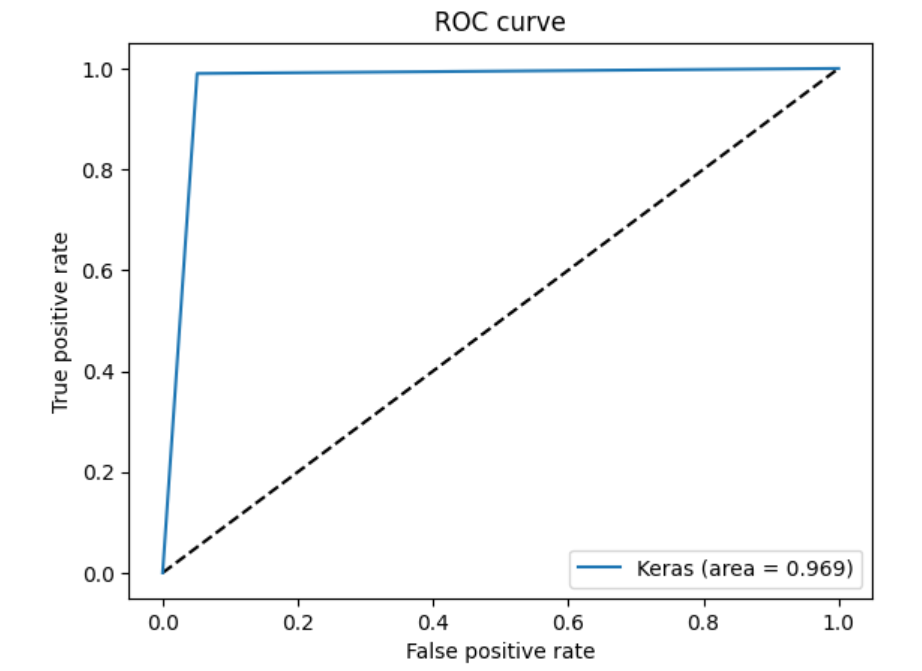 ROC curve
True positive rate
1.0
0.8
0.6
0.4
0.2
0.0
Keras (area = 0.969)
0.0 0.2 0.4 0.6 0.8 1.0
False positive rate